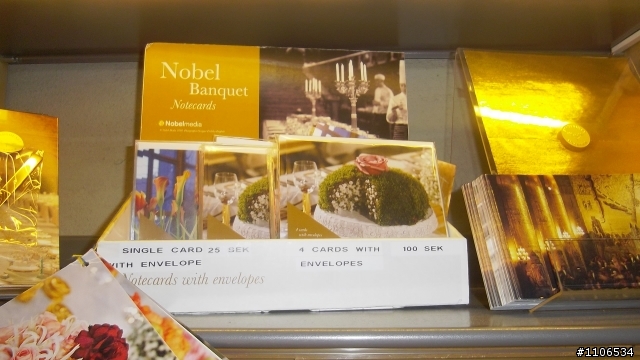 Nobel
Banquet
Notecards
Nobelmedia
SINGLE CARD 25 SEK
WITH ENVELOPE
4 CARDS WITH 100 SEK
ENVELOPES
Notecards with envelopes
#1106534